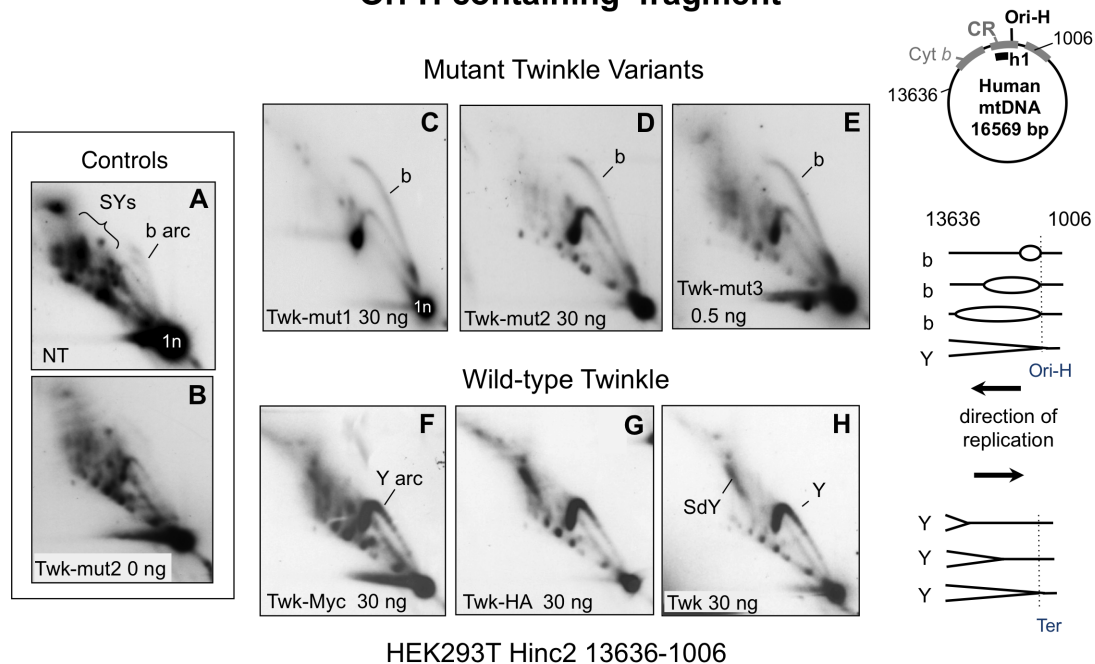 Ori-H containing fragment
Mutant Twinkle Variants
Controls
A
SYs
b arc
1n
NT
B
Twk-mut2 0 ng
C
b
1n
Twk-mut1 30 ng
D
b
Twk-mut2 30 ng
E
b
Twk-mut3
0.5 ng
Wild-type Twinkle
F
Y arc
Twk-Myc 30 ng
G
Twk-HA 30 ng
H
SdY
Y
Twk 30 ng
HEK293T Hinc2 13636-1006
Ori-H
CR
1006
Cyt b
h1
13636
Human
mtDNA
16569 bp
13636 1006
b
b
b
Y
Ori-H
direction of
replication
Y
Y
Y
Ter